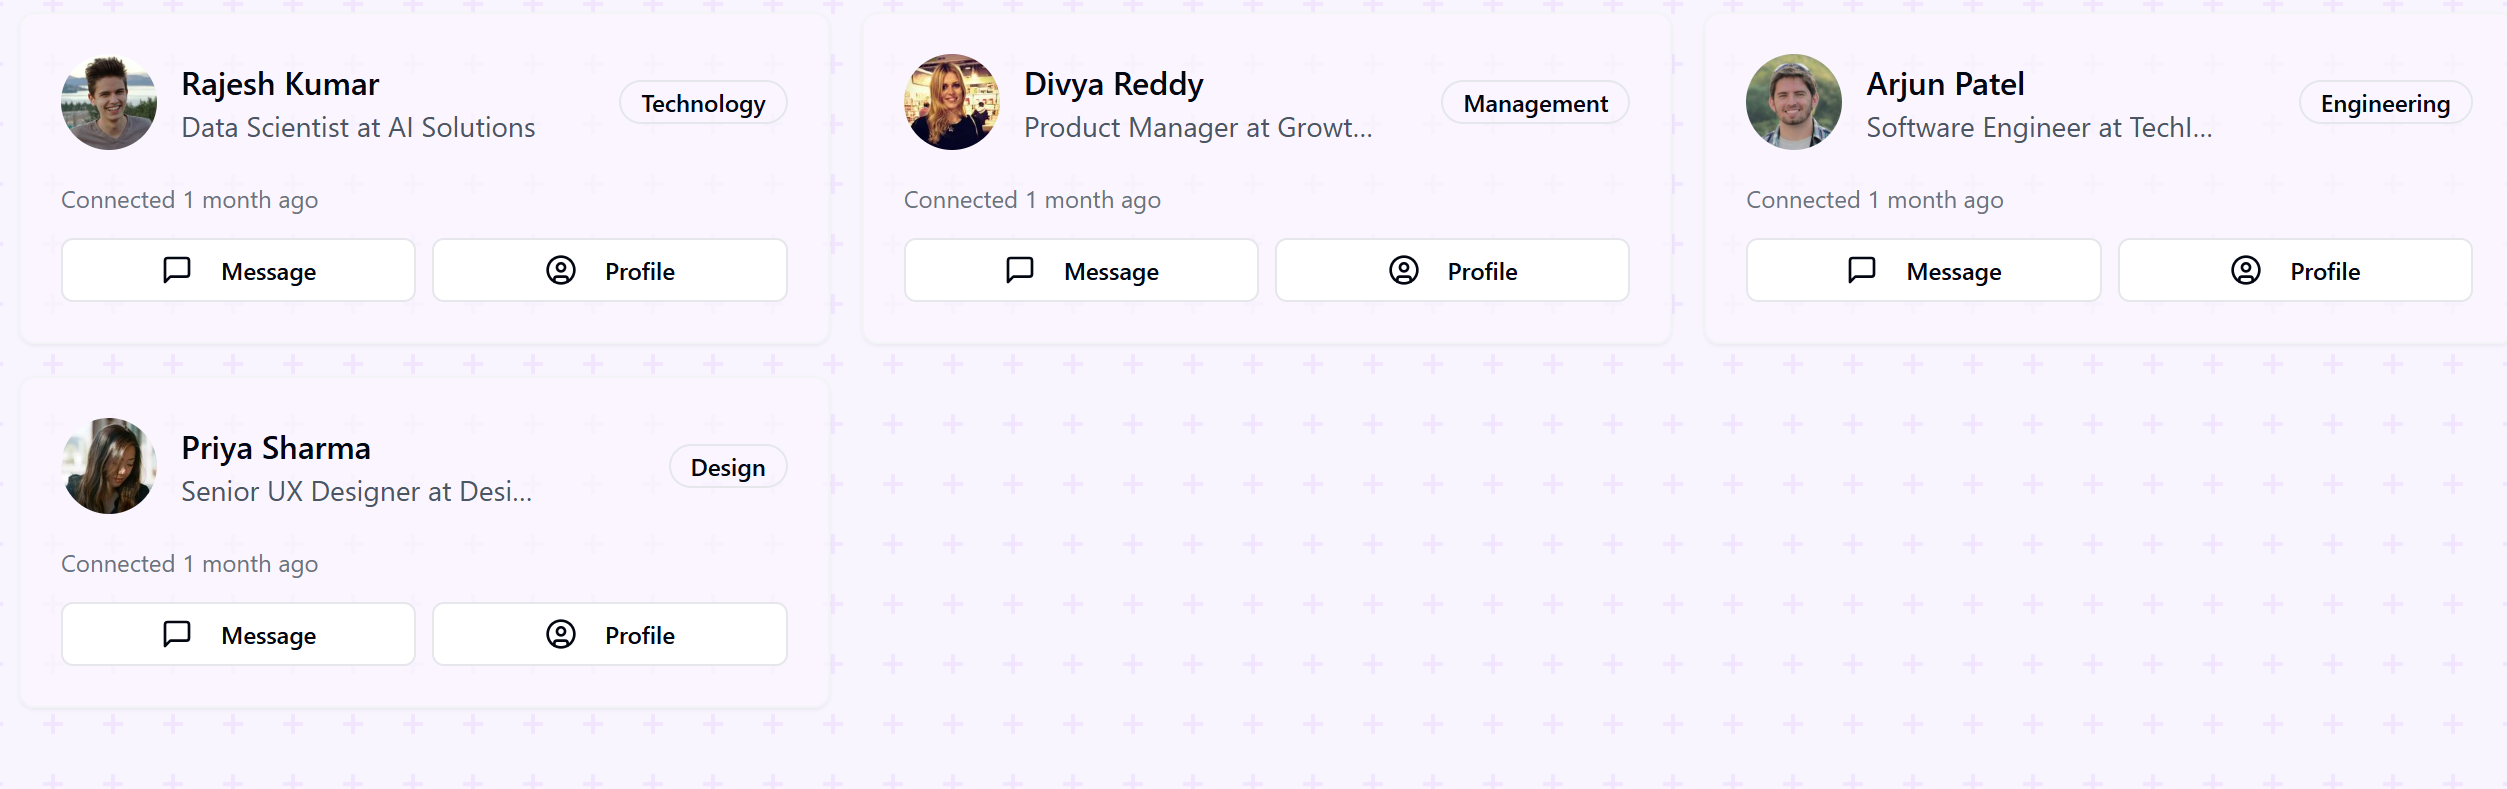 Rajesh Kumar
Data Scientist at AI Solutions
Technology
Connected 1 month ago
Message
Profile
Divya Reddy
Product Manager at Growt...
Management
Connected 1 month ago
Message
Profile
Arjun Patel
Software Engineer at TechI...
Engineering
Connected 1 month ago
Message
Profile
Priya Sharma
Senior UX Designer at Desi...
Design
Connected 1 month ago
Message
Profile